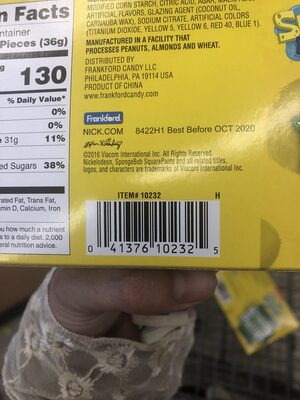 n Facts
ntainer
Pieces (36g)
130
% Daily Value*
0%
0%
e 31g 11%
ed Sugars 38%
rated Fat, Trans Fat,
min D, Calcium, Iron
ou how much a nutrient
s to a daily diet. 2,000
eral nutrition advice.
MODIFIED CORN STARCH, CITRIC ACID, AGAR,
ARTIFICIAL FLAVORS, GLAZING AGENT (COCONUT OIL,
CARNAUBA WAX), SODIUM CITRATE, ARTIFICIAL COLORS
(TITANIUM DIOXIDE, YELLOW 5, YELLOW 6, RED 40, BLUE 1).
MANUFACTURED IN A FACILITY THAT
PROCESSES PEANUTS, ALMONDS AND WHEAT.
DISTRIBUTED BY
FRANKFORD CANDY LLC
PHILADELPHIA, PA 19114 USA
PRODUCT OF CHINA
www.frankfordcandy.com
Frankford
NICK.COM 8422H1 Best Before OCT 2020
©2016 Viacom International Inc. All Rights Reserved.
Nickelodeon, SpongeBob SquarePants and all related titles,
logos, and characters are trademarks of Viacom International Inc.
ITEM# 10232 H
0 41376 10232 5
SA